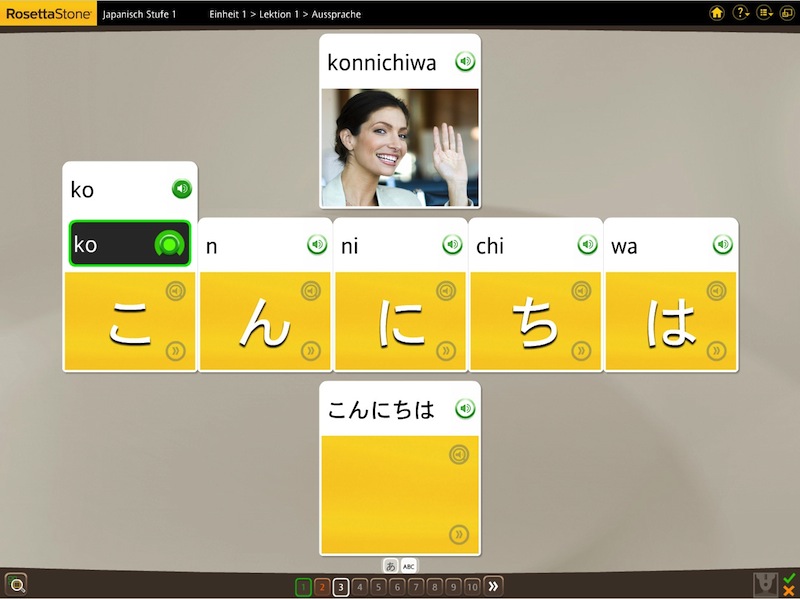 RosettaStone Japanisch Stufe 1 Einheit 1 > Lektion 1 > Aussprache
konnichiwa
ko
ko n ni chi wa
こ ん に ち は
こんにちは
あ ABC
1 2 3 4 5 6 7 8 9 10